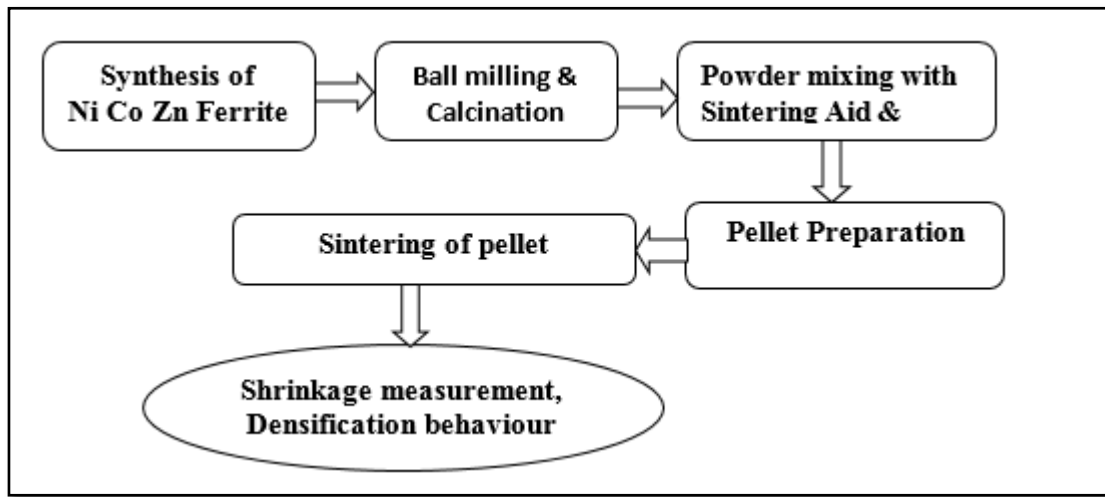 Synthesis of
Ni Co Zn Ferrite
Ball milling &
Calcination
Powder mixing with
Sintering Aid &
Pellet Preparation
Sintering of pellet
Shrinkage measurement,
Densification behaviour